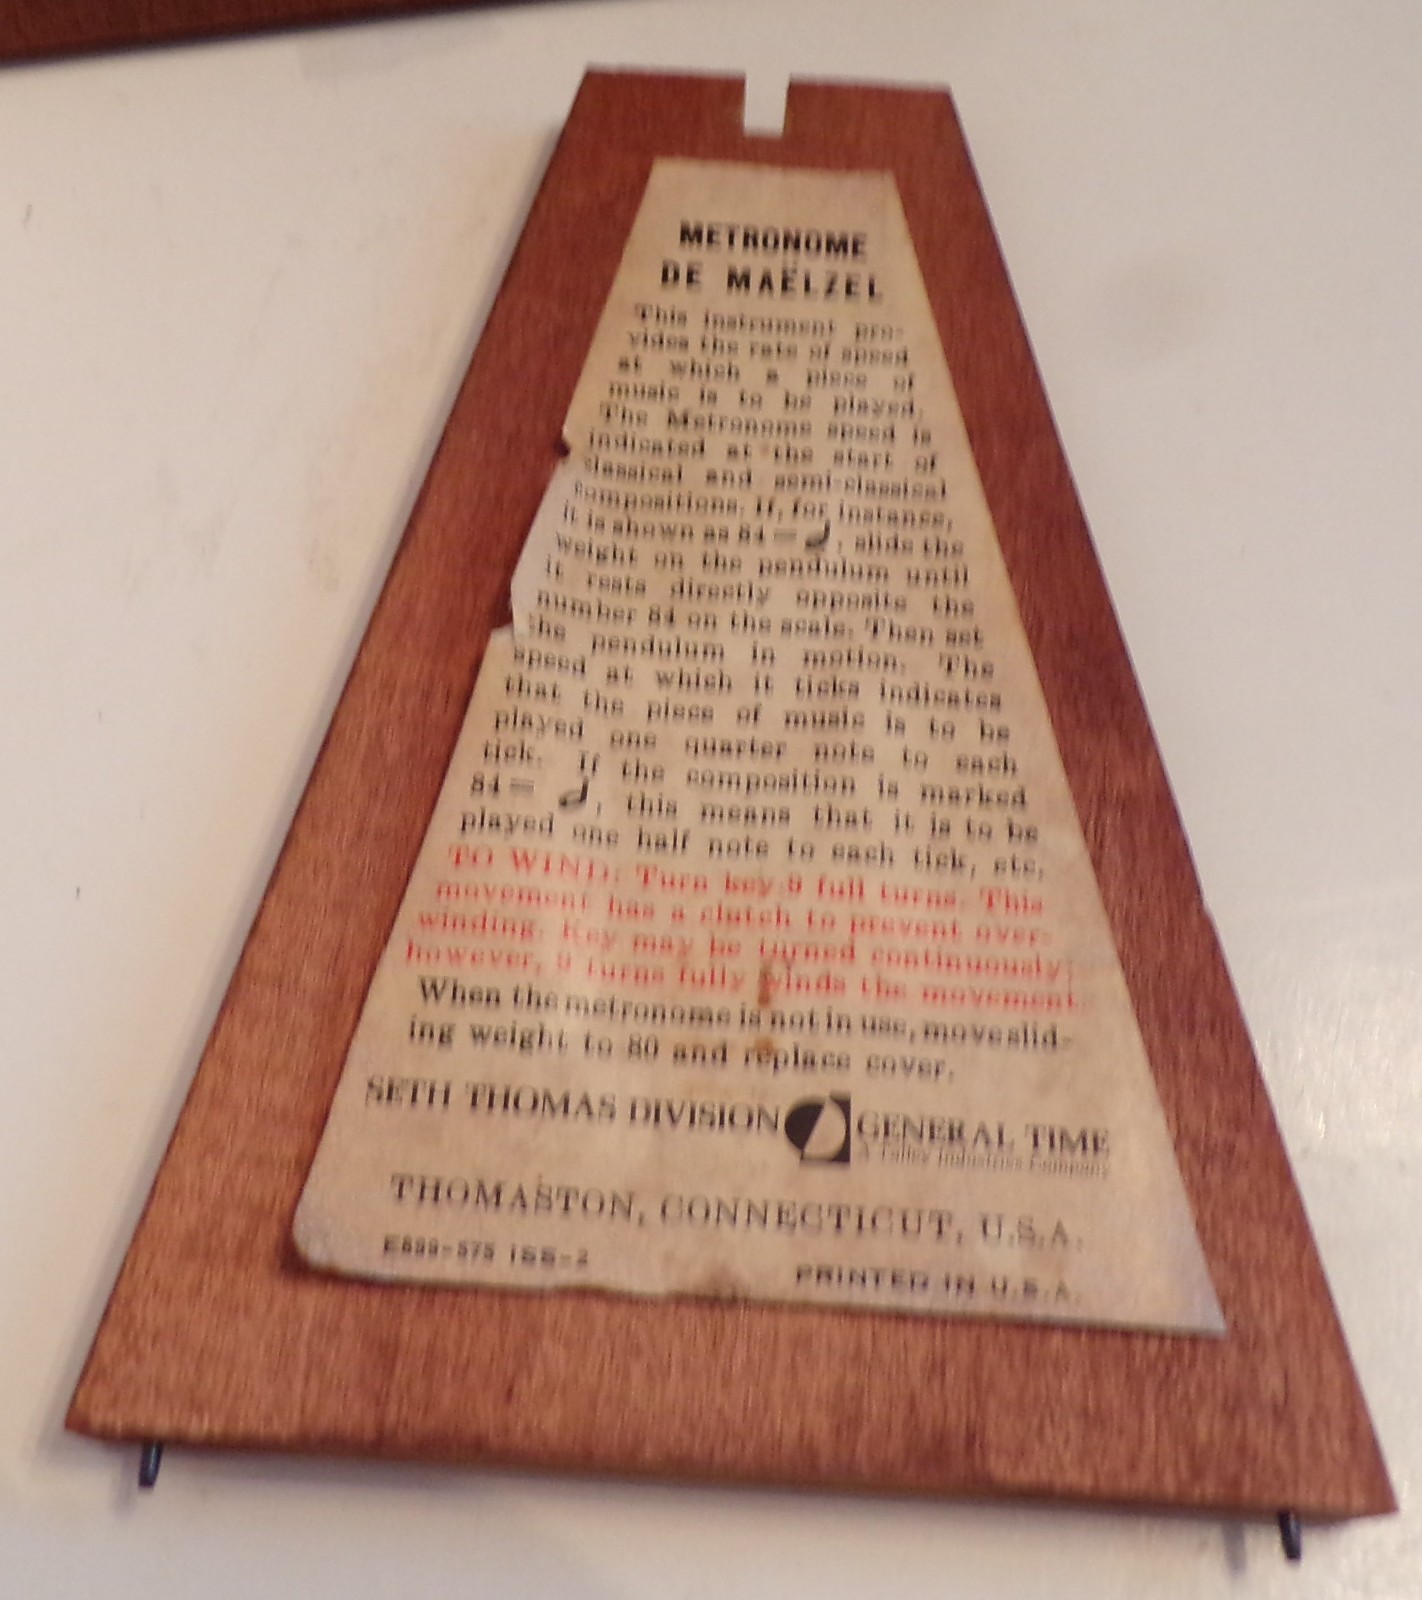 METRONOME
DE MAËLZEL
This instrument pro-
vides the rate of speed
at which a piece of
music is to be played.
The Metronome speed is
indicated at the start of
classical and semi-classical
compositions. If, for instance,
it is shown as 84 = ♩, slide the
weight on the pendulum until
it rests directly opposite the
number 84 on the scale. Then set
the pendulum in motion. The
speed at which it ticks indicates
that the piece of music is to be
played one quarter note to each
tick. If the composition is marked
84 = 𝅗𝅥, this means that it is to be
played one half note to each tick, etc.
TO WIND: Turn key 9 full turns. This
movement has a clutch to prevent over-
winding. Key may be turned continuously;
however, 9 turns fully winds the movement.
When the metronome is not in use, move slid-
ing weight to 80 and replace cover.
SETH THOMAS DIVISION GENERAL TIME
A Talley Industries Company
THOMASTON, CONNECTICUT, U.S.A.
ISS-2
PRINTED IN U.S.A.